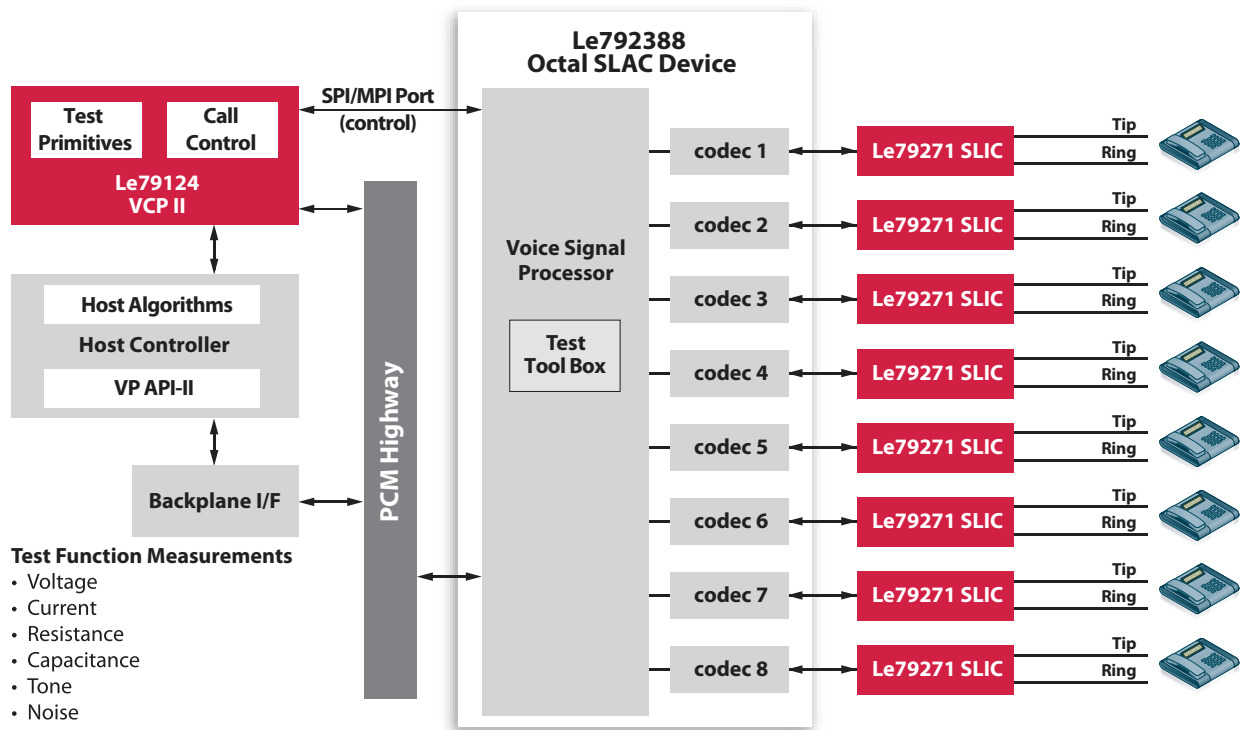 Le792388
Octal SLAC Device
SPI/MPI Port
(control)
Test
Primitives
Call
Control
Le79124
VCP II
Host Algorithms
Host Controller
VP API-II
Backplane I/F
PCM Highway
Voice Signal
Processor
Test
Tool Box
codec 1
Le79271 SLIC
Tip
Ring
codec 2
Le79271 SLIC
Tip
Ring
codec 3
Le79271 SLIC
Tip
Ring
codec 4
Le79271 SLIC
Tip
Ring
codec 5
Le79271 SLIC
Tip
Ring
codec 6
Le79271 SLIC
Tip
Ring
codec 7
Le79271 SLIC
Tip
Ring
codec 8
Le79271 SLIC
Tip
Ring
Test Function Measurements
• Voltage
• Current
• Resistance
• Capacitance
• Tone
• Noise